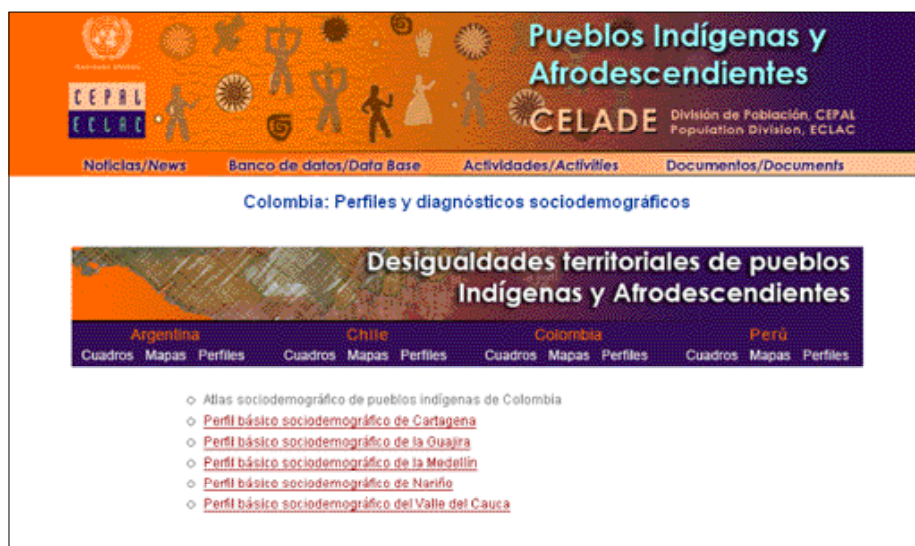 Pueblos Indígenas y
Afrodescendientes
NACIONES UNIDAS
CEPAL
ECLAC
CELADE División de Población, CEPAL
Population Division, ECLAC
Noticias/News Banco de datos/Data Base Actividades/Activities Documentos/Documents
Colombia: Perfiles y diagnósticos sociodemográficos
Desigualdades territoriales de pueblos
Indígenas y Afrodescendientes
Argentina Chile Colombia Perú
Cuadros Mapas Perfiles Cuadros Mapas Perfiles Cuadros Mapas Perfiles Cuadros Mapas Perfiles
Atlas sociodemográfico de pueblos indígenas de Colombia
Perfil básico sociodemográfico de Cartagena
Perfil básico sociodemográfico de la Guajira
Perfil básico sociodemográfico de la Medellín
Perfil básico sociodemográfico de Nariño
Perfil básico sociodemográfico del Valle del Cauca